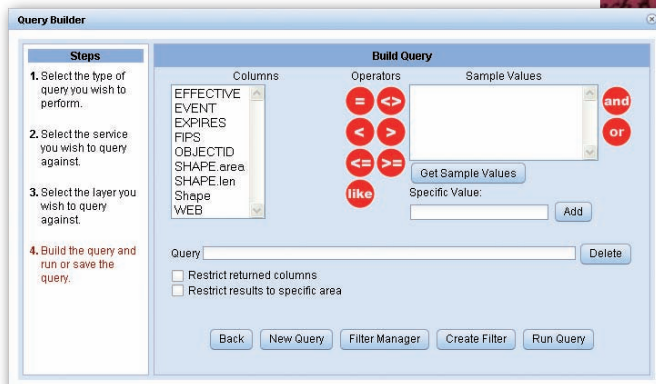 Query Builder
Steps
1. Select the type of
query you wish to
perform.
2. Select the service
you wish to query
against.
3. Select the layer you
wish to query
against.
4. Build the query and
run or save the
query.
Build Query
Columns
EFFECTIVE
EVENT
EXPIRES
FIPS
OBJECTID
SHAPE.area
SHAPE.len
Shape
WEB
Operators
= <>
< >
<= >=
like
Sample Values
and
or
Get Sample Values
Specific Value:
Add
Query
Delete
Restrict returned columns
Restrict results to specific area
Back New Query Filter Manager Create Filter Run Query